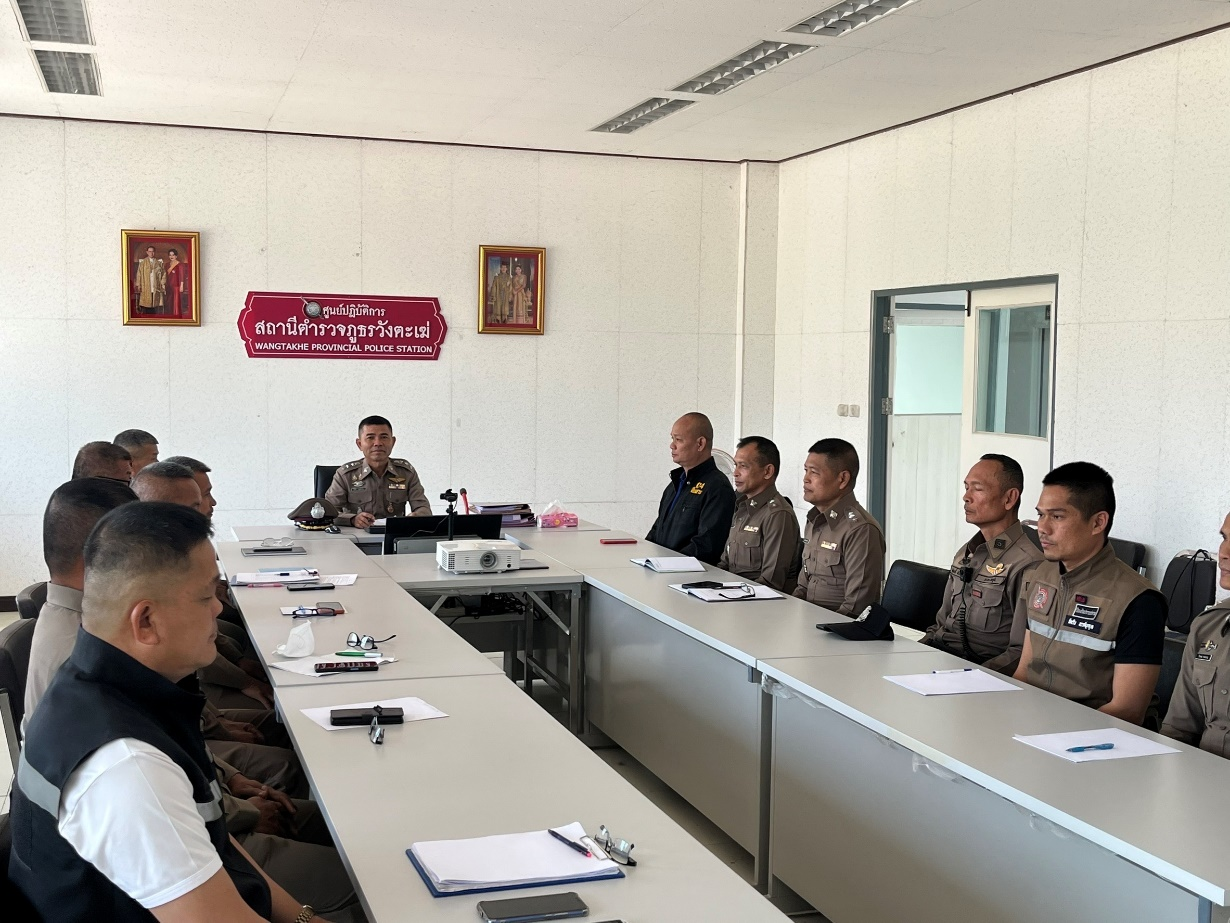 ศูนย์ปฏิบัติการ
สถานีตำรวจภูธรวังตะเฆ่
WANGTAKHE PROVINCIAL POLICE STATION